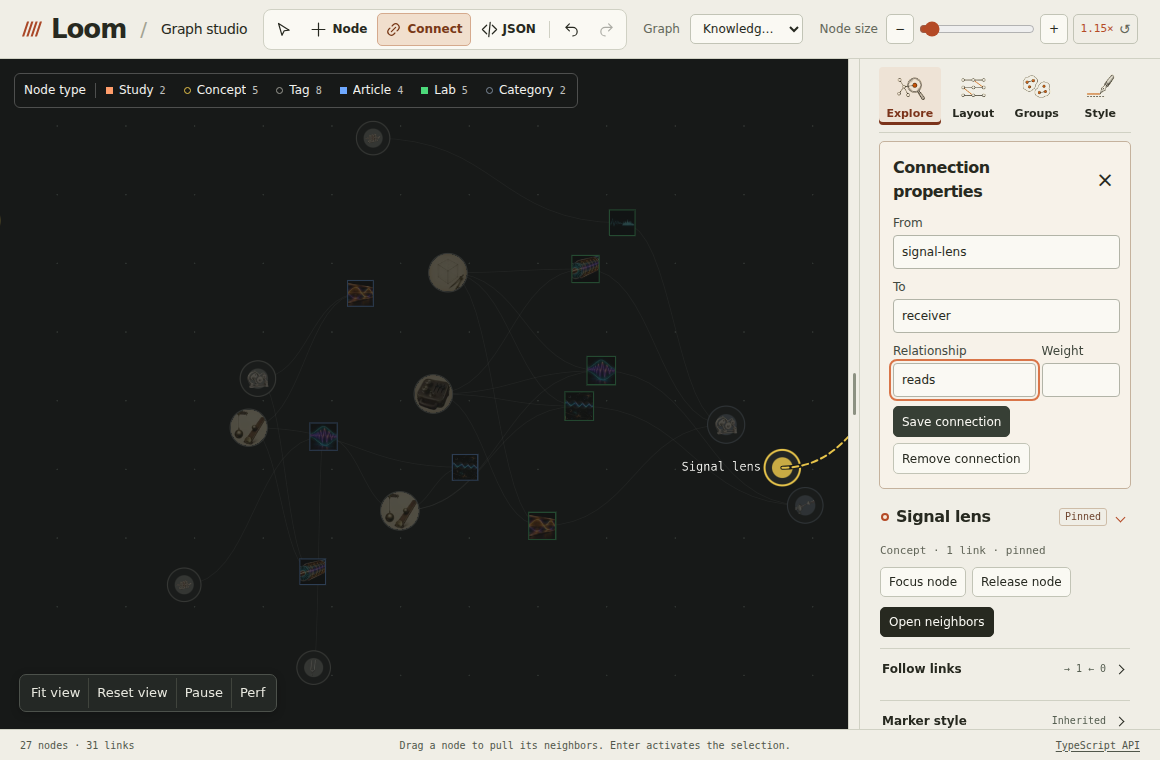 Loom / Graph studio
Node
Connect
JSON
Graph
Knowledg...
Node size
−
+
1.15× ↺
Node type
Study 2
Concept 5
Tag 8
Article 4
Lab 5
Category 2
Signal lens
Fit view
Reset view
Pause
Perf
Explore
Layout
Groups
Style
Connection
properties
From
signal-lens
To
receiver
Relationship
Weight
reads
Save connection
Remove connection
Signal lens
Pinned
Concept · 1 link · pinned
Focus node
Release node
Open neighbors
Follow links
→ 1 ← 0
Marker style
Inherited
27 nodes · 31 links
Drag a node to pull its neighbors. Enter activates the selection.
TypeScript API